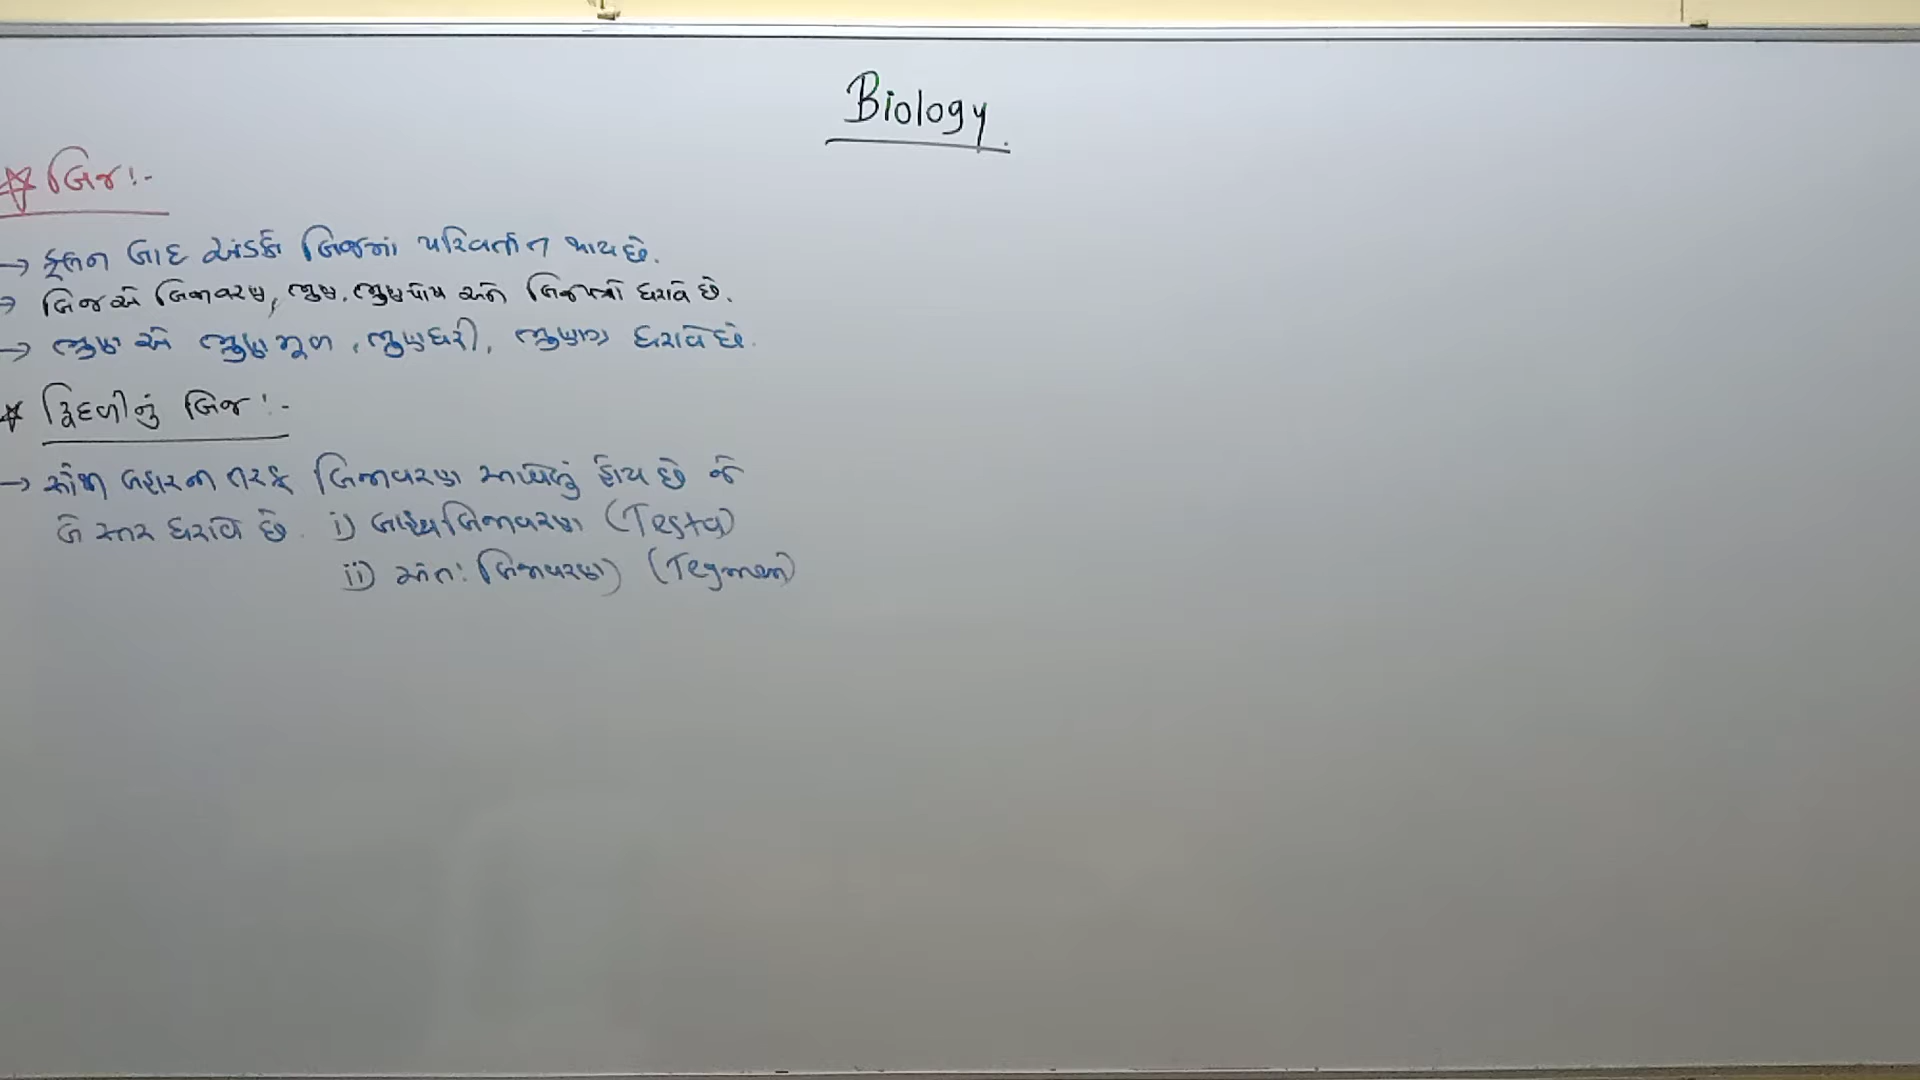 Biology
બિજ :-
→ ફલન બાદ અંડકો બિજમાં પરિવર્તીત થાય છે.
→ બિજ એ બિજાવરણ, ભ્રુણ, ભ્રુણપોષ અને બિજપત્રો ધરાવે છે.
→ ભ્રુણ એ ભ્રુણમૂળ, ભ્રુણધરી, ભ્રુણાગ્ર ધરાવે છે.
* દ્વિદળીનું બિજ :-
→ બહારના તરફ બિજાવરણ આવેલું હોય છે જે
બે સ્તર ધરાવે છે. i) બાહ્યબિજાવરણ (Testa)
ii) અંતઃ બિજાવરણ) (Tegmen)